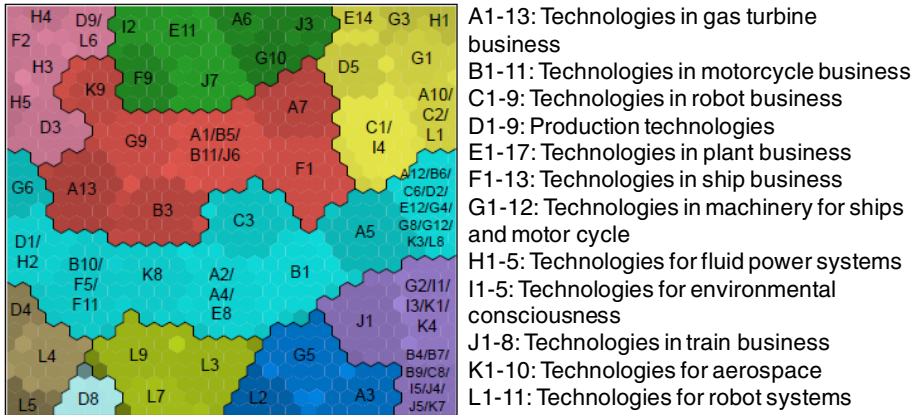 H4
D9/
L6
F2
H3
K9
H5
D3
I2
E11
A6
J3
G10
F9
J7
E14
G3
H1
G1
D5
A10/
C2/
L1
C1/
I4
A7
G9
A1/B5/
B11/J6
F1
A13
B3
G6
D1/
H2
B10/
F5/
F11
K8
A2/
A4/
E8
C3
B1
A5
A12/B6/
C6/D2/
E12/G4/
G8/G12/
K3/L8
G2/I1/
I3/K1/
K4
J1
B4/B7/
B9/C8/
I5/J4/
J5/K7
D4
L4
L5
D8
L9
L3
L7
G5
L2
A3
A1-13: Technologies in gas turbine
business
B1-11: Technologies in motorcycle business
C1-9: Technologies in robot business
D1-9: Production technologies
E1-17: Technologies in plant business
F1-13: Technologies in ship business
G1-12: Technologies in machinery for ships
and motor cycle
H1-5: Technologies for fluid power systems
I1-5: Technologies for environmental
consciousness
J1-8: Technologies in train business
K1-10: Technologies for aerospace
L1-11: Technologies for robot systems